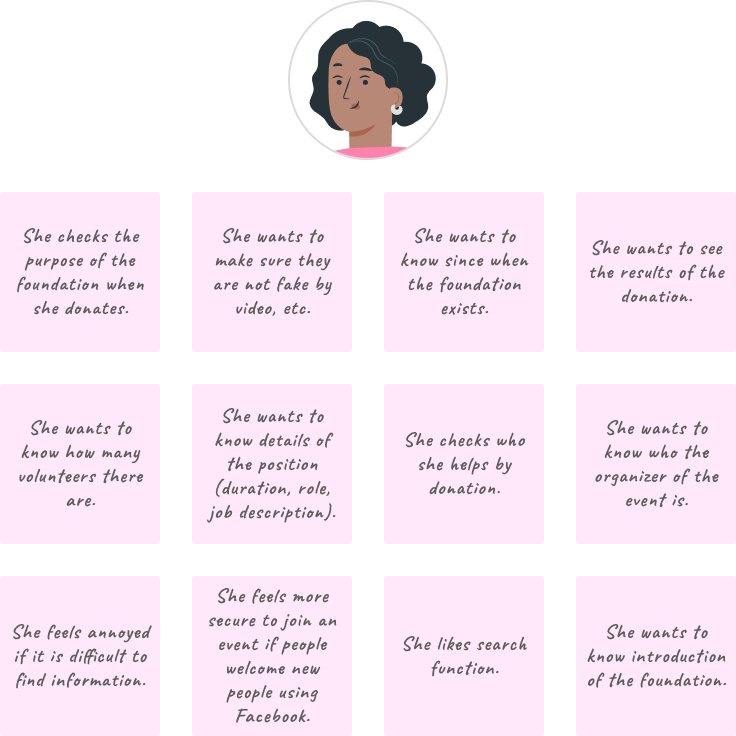 She checks the
purpose of the
foundation when
she donates.
She wants to
make sure they
are not fake by
video, etc.
She wants to
know since when
the foundation
exists.
She wants to see
the results of the
donation.
She wants to
know how many
volunteers there
are.
She wants to
know details of
the position
(duration, role,
job description).
She checks who
she helps by
donation.
She wants to
know who the
organizer of the
event is.
She feels annoyed
if it is difficult to
find information.
She feels more
secure to join an
event if people
welcome new
people using
Facebook.
She likes search
function.
She wants to
know introduction
of the foundation.